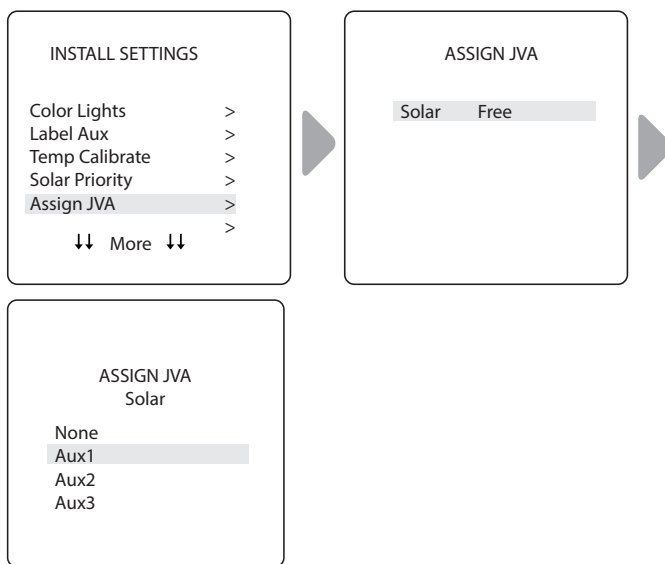 INSTALL SETTINGS
Color Lights >
Label Aux >
Temp Calibrate >
Solar Priority >
Assign JVA >
>
↓↓ More ↓↓
ASSIGN JVA
Solar Free
ASSIGN JVA
Solar
None
Aux1
Aux2
Aux3